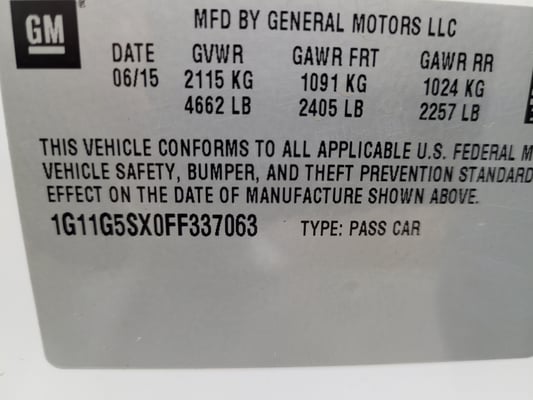 GM
MFD BY GENERAL MOTORS LLC
DATE GVWR GAWR FRT GAWR RR
06/15 2115 KG 1091 KG 1024 KG
4662 LB 2405 LB 2257 LB
THIS VEHICLE CONFORMS TO ALL APPLICABLE U.S. FEDERAL M
VEHICLE SAFETY, BUMPER, AND THEFT PREVENTION STANDARD
EFFECT ON THE DATE OF MANUFACTURE SHOWN ABOVE.
1G11G5SX0FF337063 TYPE: PASS CAR